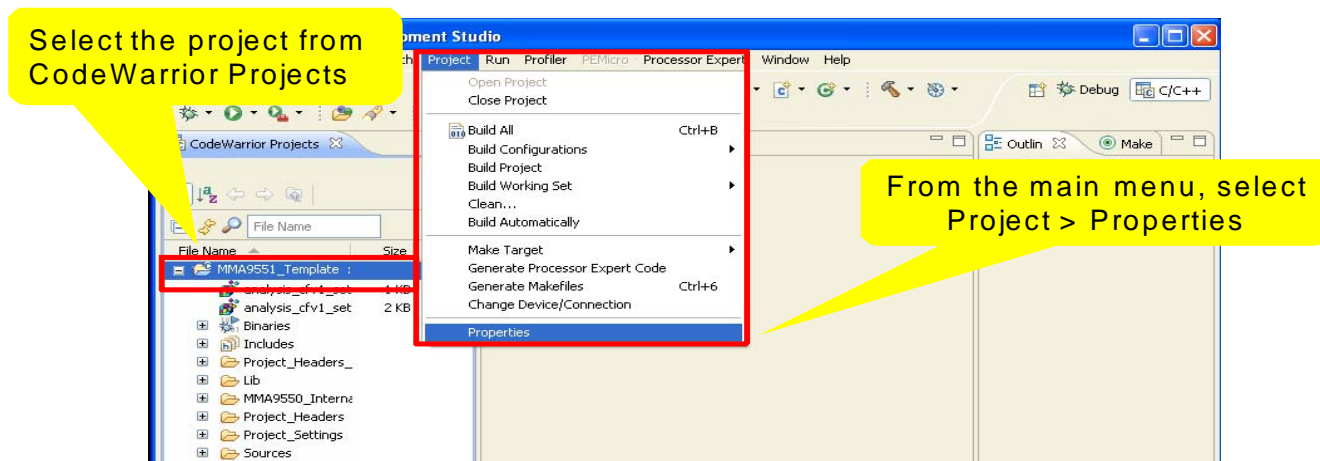 Select the project from
CodeWarrior Projects
ment Studio
Project Run Profiler PEMicro Processor Expert Window Help
Debug C/C++
CodeWarrior Projects
Outlin Make
File Name
File Name Size
MMA9551_Template :
analysis_cfv1_set 1 KB
analysis_cfv1_set 2 KB
Binaries
Includes
Project_Headers_
Lib
MMA9550_Interna
Project_Headers
Project_Settings
Sources
Open Project
Close Project
Build All Ctrl+B
Build Configurations
Build Project
Build Working Set
Clean...
Build Automatically
Make Target
Generate Processor Expert Code
Generate Makefiles Ctrl+6
Change Device/Connection
Properties
From the main menu, select
Project > Properties